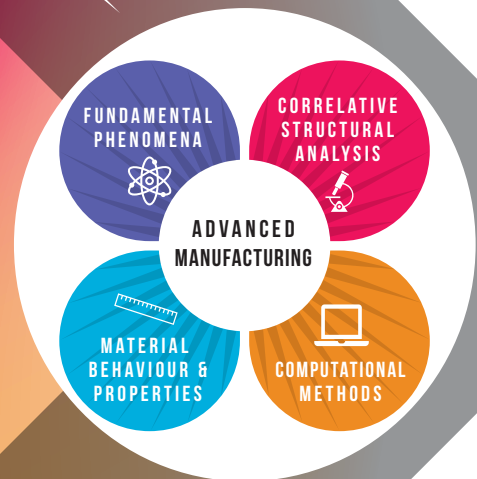 FUNDAMENTAL
PHENOMENA
CORRELATIVE
STRUCTURAL
ANALYSIS
ADVANCED
MANUFACTURING
MATERIAL
BEHAVIOUR &
PROPERTIES
COMPUTATIONAL
METHODS